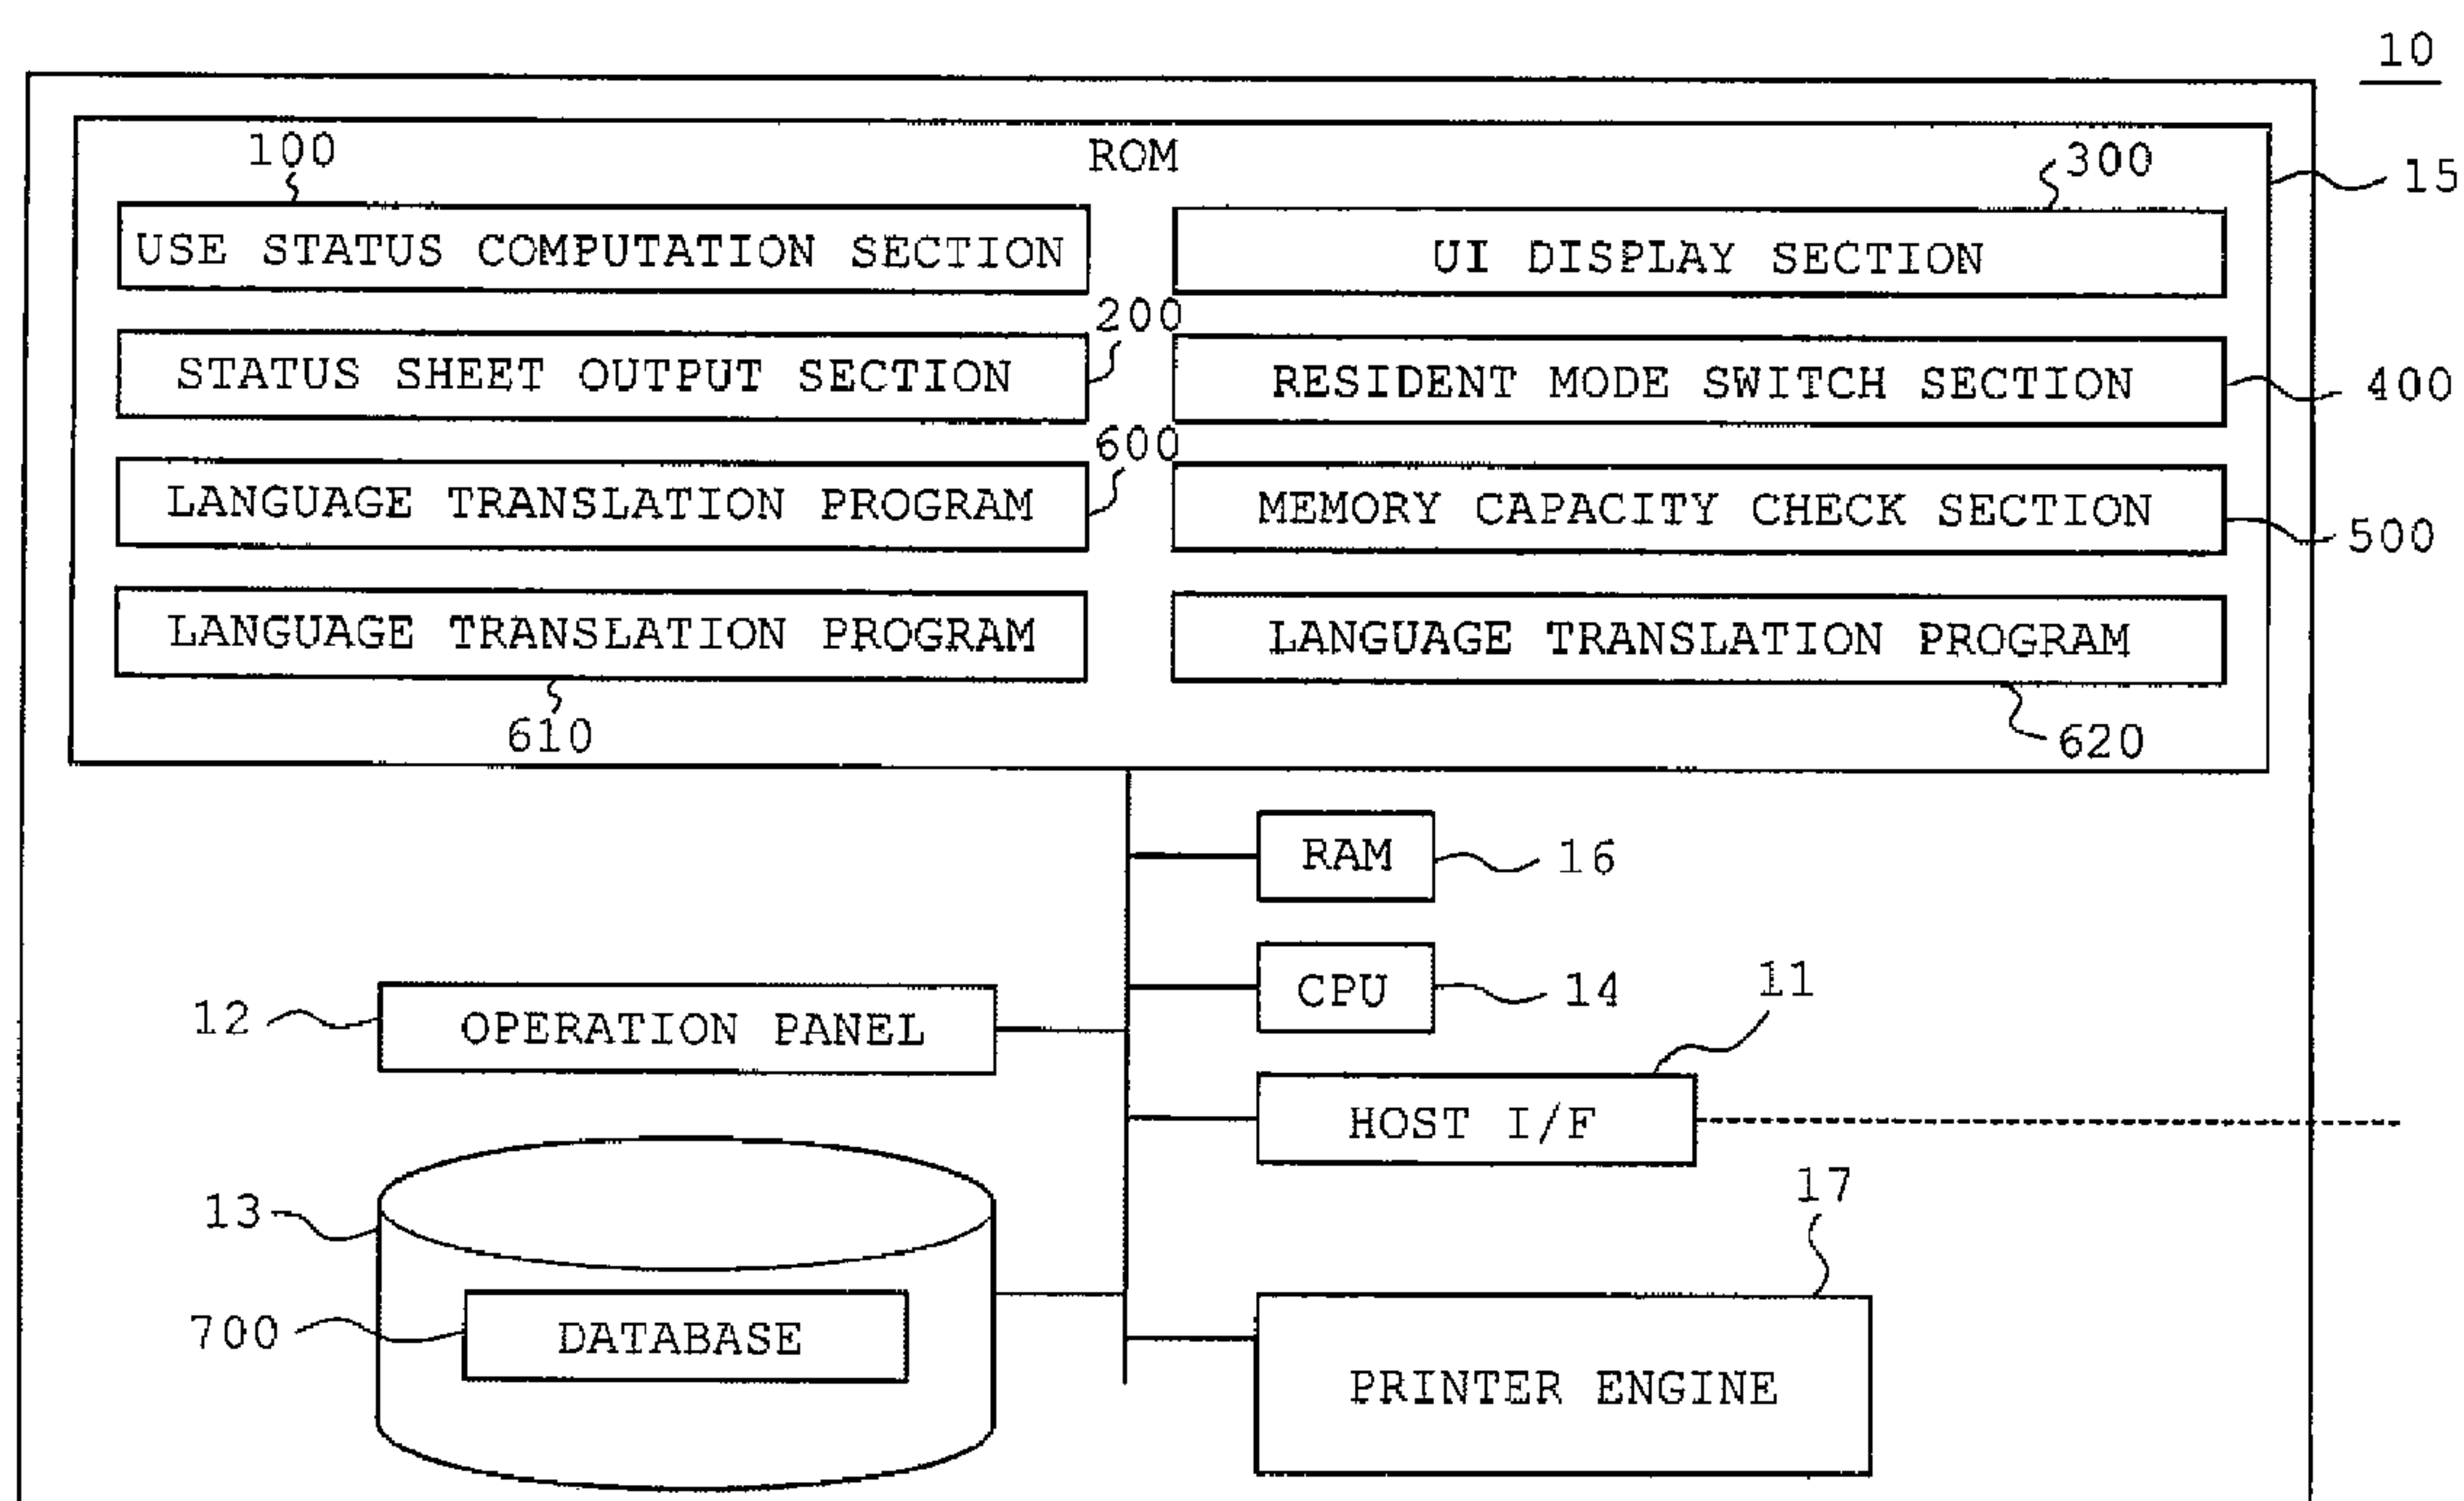 10
ROM
15
100
300
USE STATUS COMPUTATION SECTION
UI DISPLAY SECTION
200
STATUS SHEET OUTPUT SECTION
RESIDENT MODE SWITCH SECTION
400
600
LANGUAGE TRANSLATION PROGRAM
MEMORY CAPACITY CHECK SECTION
500
LANGUAGE TRANSLATION PROGRAM
LANGUAGE TRANSLATION PROGRAM
610
620
RAM
16
CPU
14
11
12
OPERATION PANEL
HOST I/F
13
17
700
DATABASE
PRINTER ENGINE